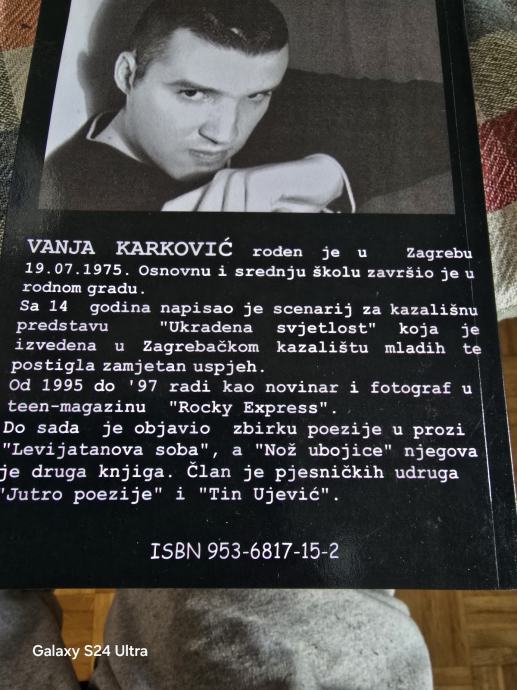 VANJA KARKOVIĆ rođen je u Zagrebu
19.07.1975. Osnovnu i srednju školu završio je u
rodnom gradu.
Sa 14 godina napisao je scenarij za kazališnu
predstavu "Ukradena svjetlost" koja je
izvedena u Zagrebačkom kazalištu mladih te
postigla zamjetan uspjeh.
Od 1995 do '97 radi kao novinar i fotograf u
teen-magazinu "Rocky Express".
Do sada je objavio zbirku poezije u prozi
"Levijatanova soba", a "Nož ubojice" njegova
je druga knjiga. Član je pjesničkih udruga
"Jutro poezije" i "Tin Ujević".
ISBN 953-6817-15-2
Galaxy S24 Ultra